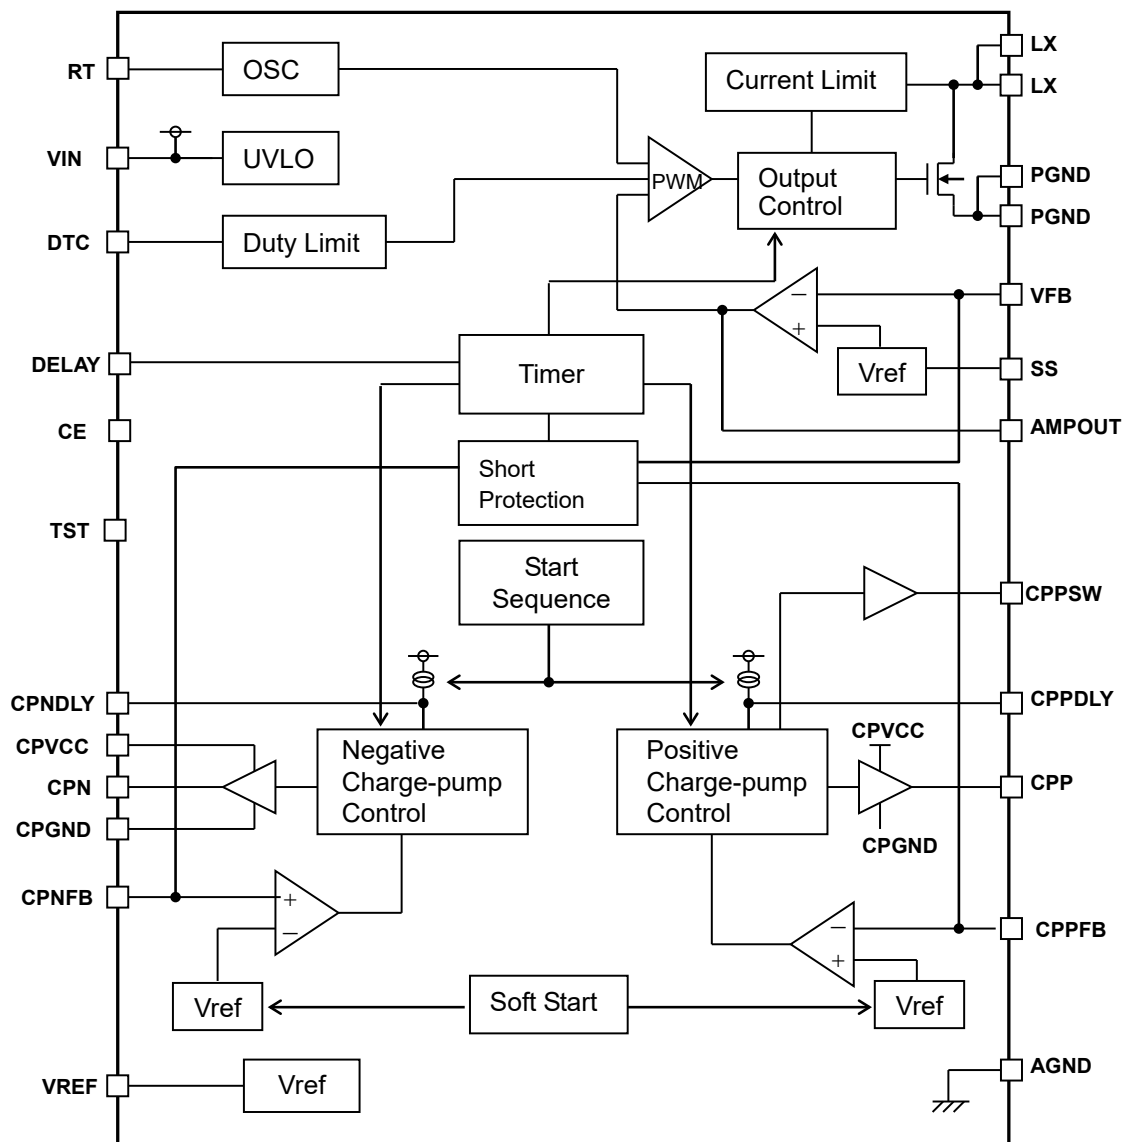 LX
RT
OSC
Current Limit
LX
VIN
UVLO
PWM
Output
Control
PGND
PGND
DTC
Duty Limit
−
VFB
+
DELAY
Timer
Vref
SS
CE
AMPOUT
Short
Protection
TST
Start
Sequence
CPPSW
CPNDLY
CPPDLY
CPVCC
Negative
Charge-pump
Control
Positive
Charge-pump
Control
CPVCC
CPN
CPP
CPGND
CPGND
CPNFB
+
−
−
CPPFB
+
Vref
Soft Start
Vref
VREF
Vref
AGND